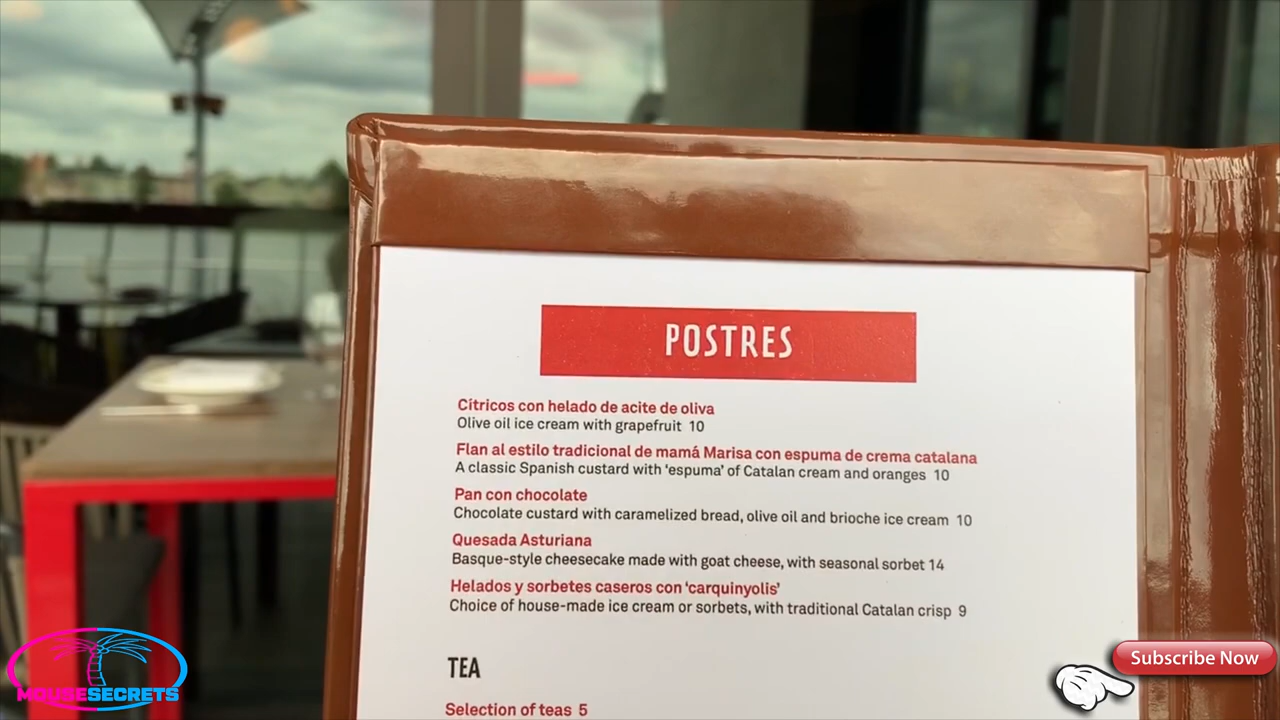 POSTRES
Cítricos con helado de acite de oliva
Olive oil ice cream with grapefruit 10
Flan al estilo tradicional de mamá Marisa con espuma de crema catalana
A classic Spanish custard with 'espuma' of Catalan cream and oranges 10
Pan con chocolate
Chocolate custard with caramelized bread, olive oil and brioche ice cream 10
Quesada Asturiana
Basque-style cheesecake made with goat cheese, with seasonal sorbet 14
Helados y sorbetes caseros con 'carquinyolis'
Choice of house-made ice cream or sorbets, with traditional Catalan crisp 9
TEA
Selection of teas 5
MOUSESECRETS
Subscribe Now